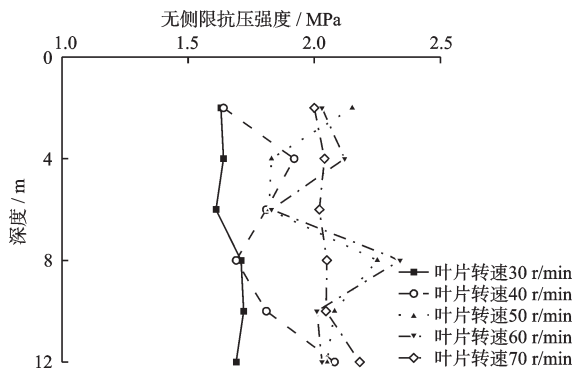 无侧限抗压强度 / MPa
1.0 1.5 2.0 2.5
0
4
8
12
深度 / m
叶片转速30 r/min
叶片转速40 r/min
叶片转速50 r/min
叶片转速60 r/min
叶片转速70 r/min